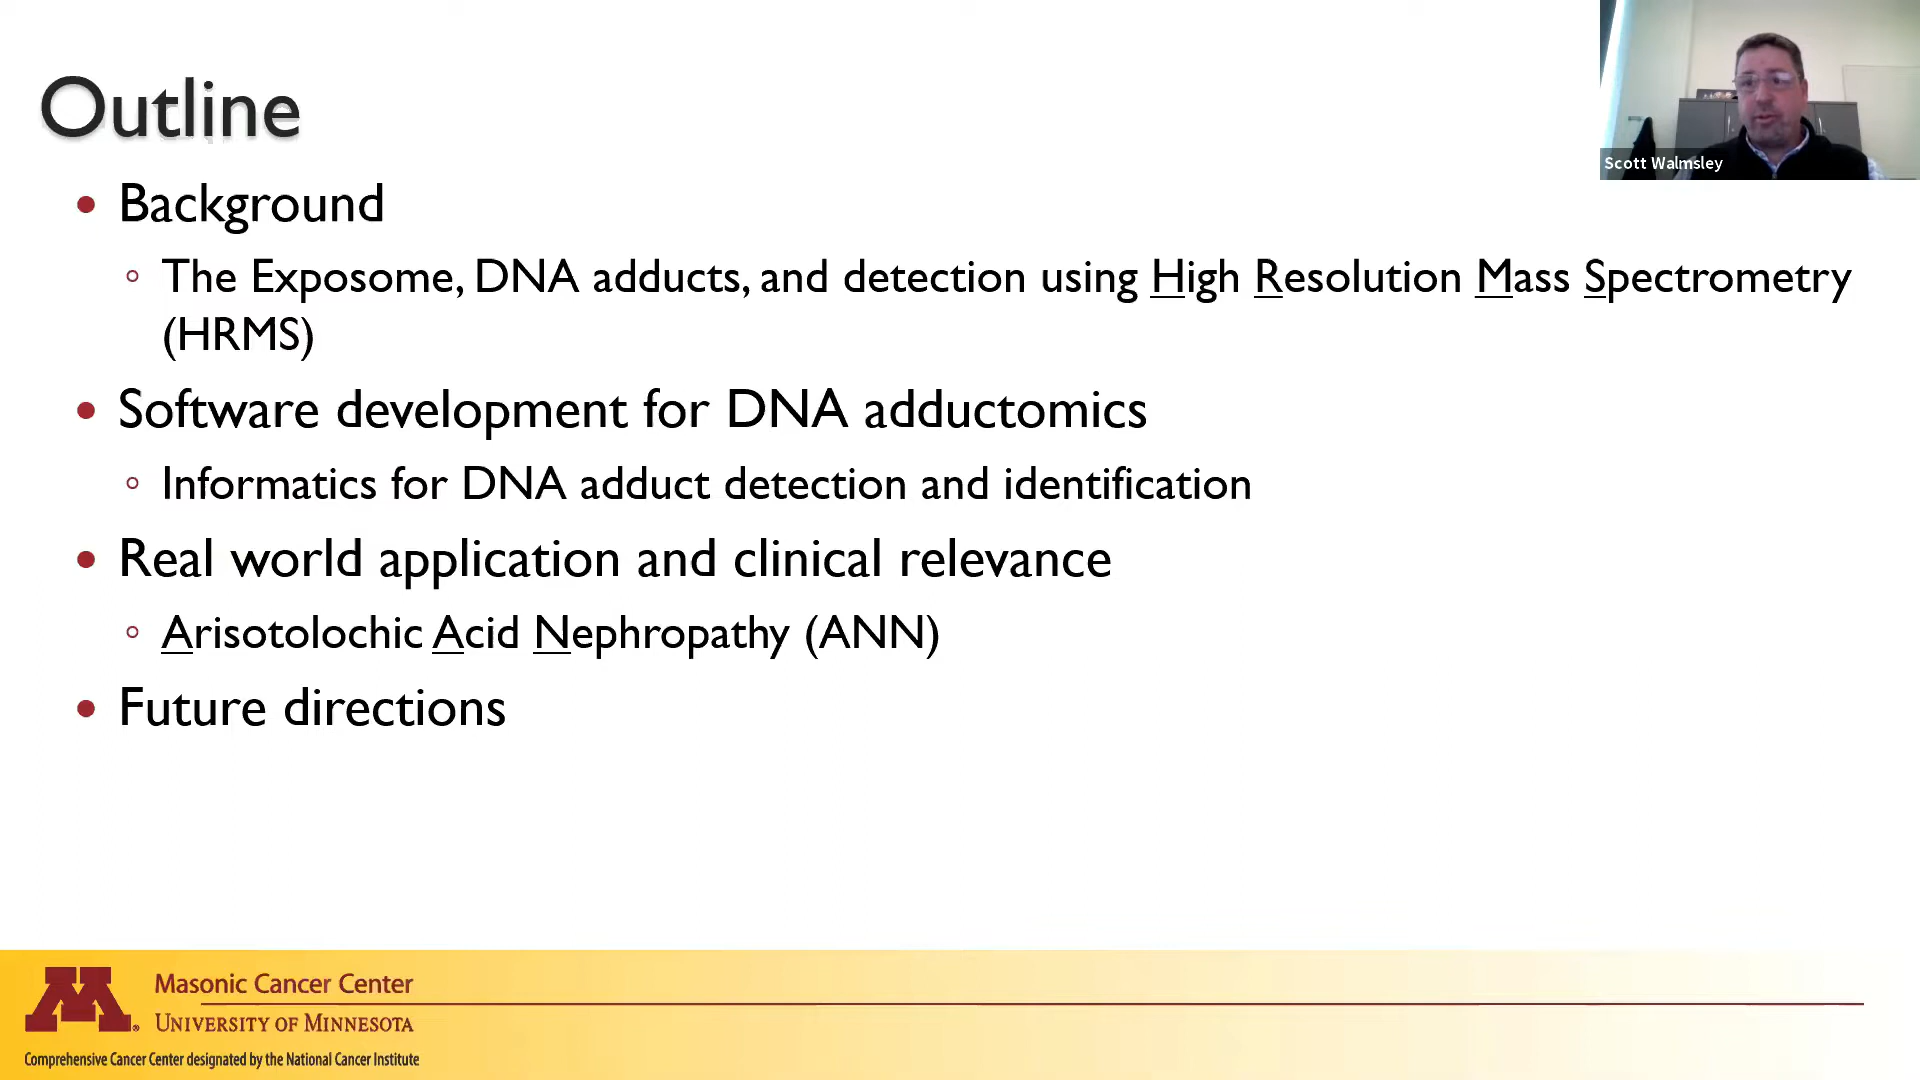 Outline
Scott Walmsley
• Background
◦ The Exposome, DNA adducts, and detection using High Resolution Mass Spectrometry
(HRMS)
• Software development for DNA adductomics
◦ Informatics for DNA adduct detection and identification
• Real world application and clinical relevance
◦ Arisotolochic Acid Nephropathy (ANN)
• Future directions
M
Masonic Cancer Center
UNIVERSITY OF MINNESOTA
Comprehensive Cancer Center designated by the National Cancer Institute